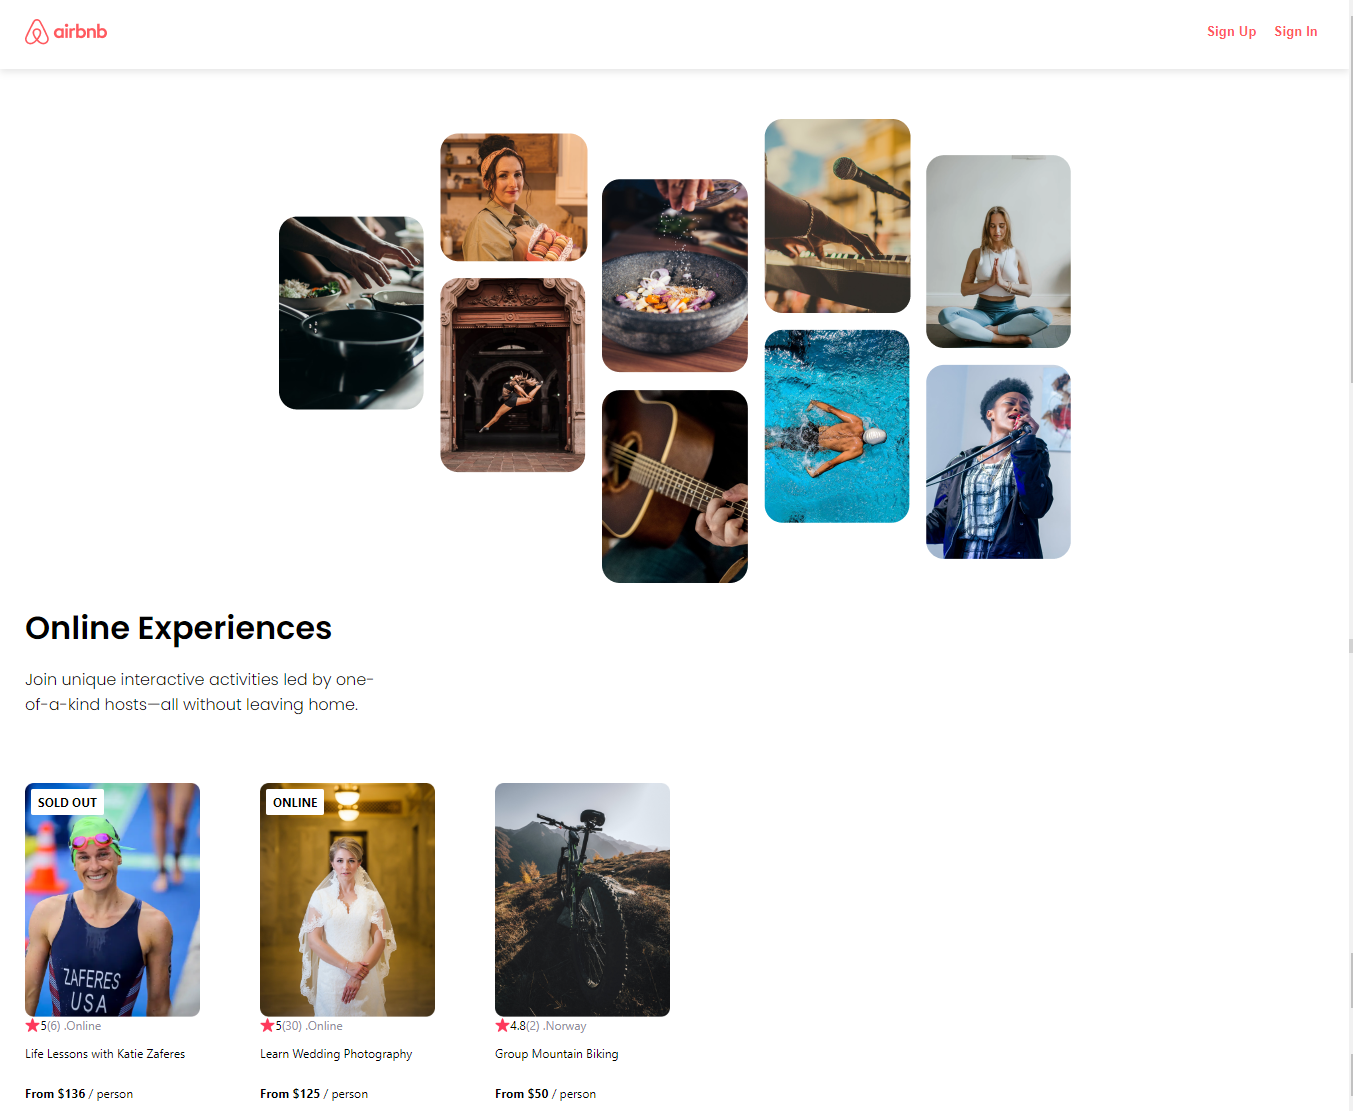 airbnb
Sign Up Sign In
Online Experiences
Join unique interactive activities led by one-
of-a-kind hosts—all without leaving home.
SOLD OUT
ZAFERES
USA
5(6) .Online
Life Lessons with Katie Zaferes
From $136 / person
ONLINE
5(30) .Online
Learn Wedding Photography
From $125 / person
4.8(2) .Norway
Group Mountain Biking
From $50 / person